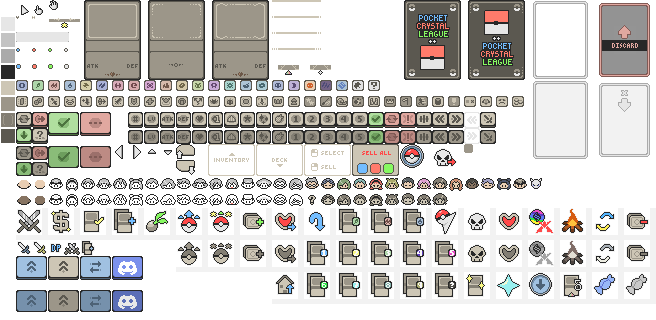 ATK DEF
ATK DEF
POCKET
CRYSTAL
LEAGUE
POCKET
CRYSTAL
LEAGUE
DISCARD
INVENTORY
DECK
SELECT
SELL
SELL ALL
DP